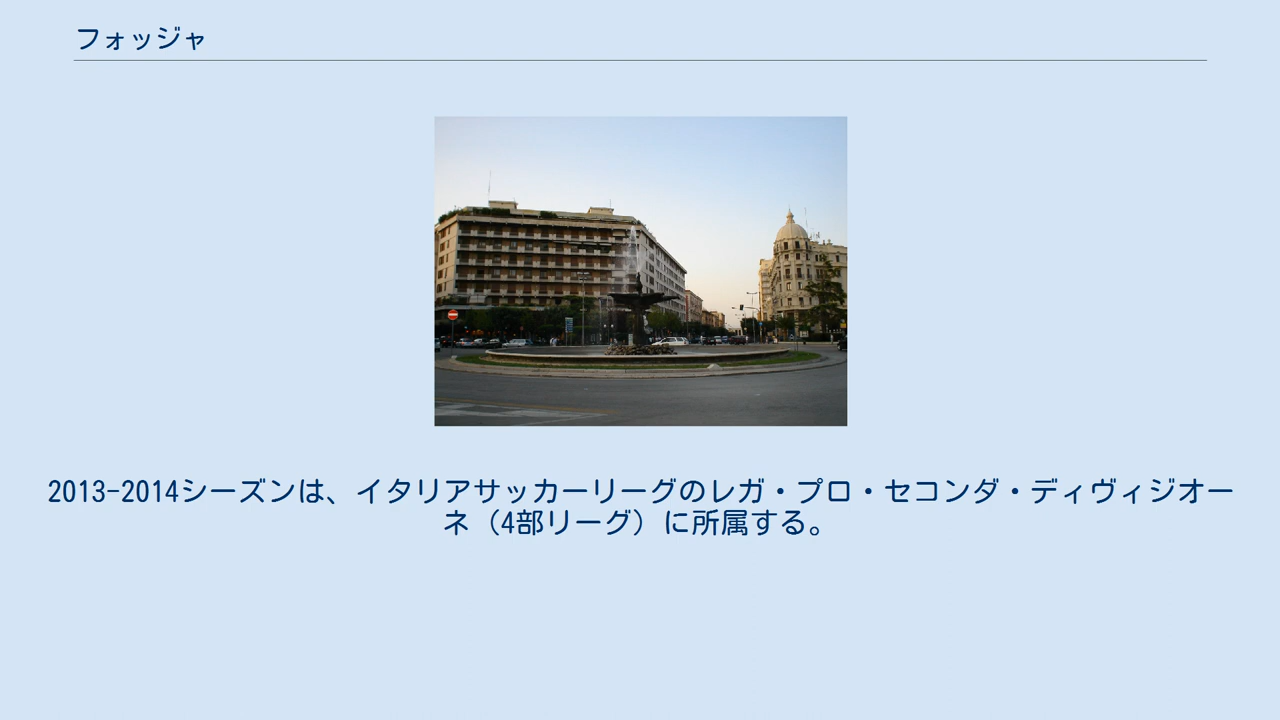 フォッジャ
2013-2014シーズンは、イタリアサッカーリーグのレガ・プロ・セコンダ・ディヴィジオー
ネ（4部リーグ）に所属する。